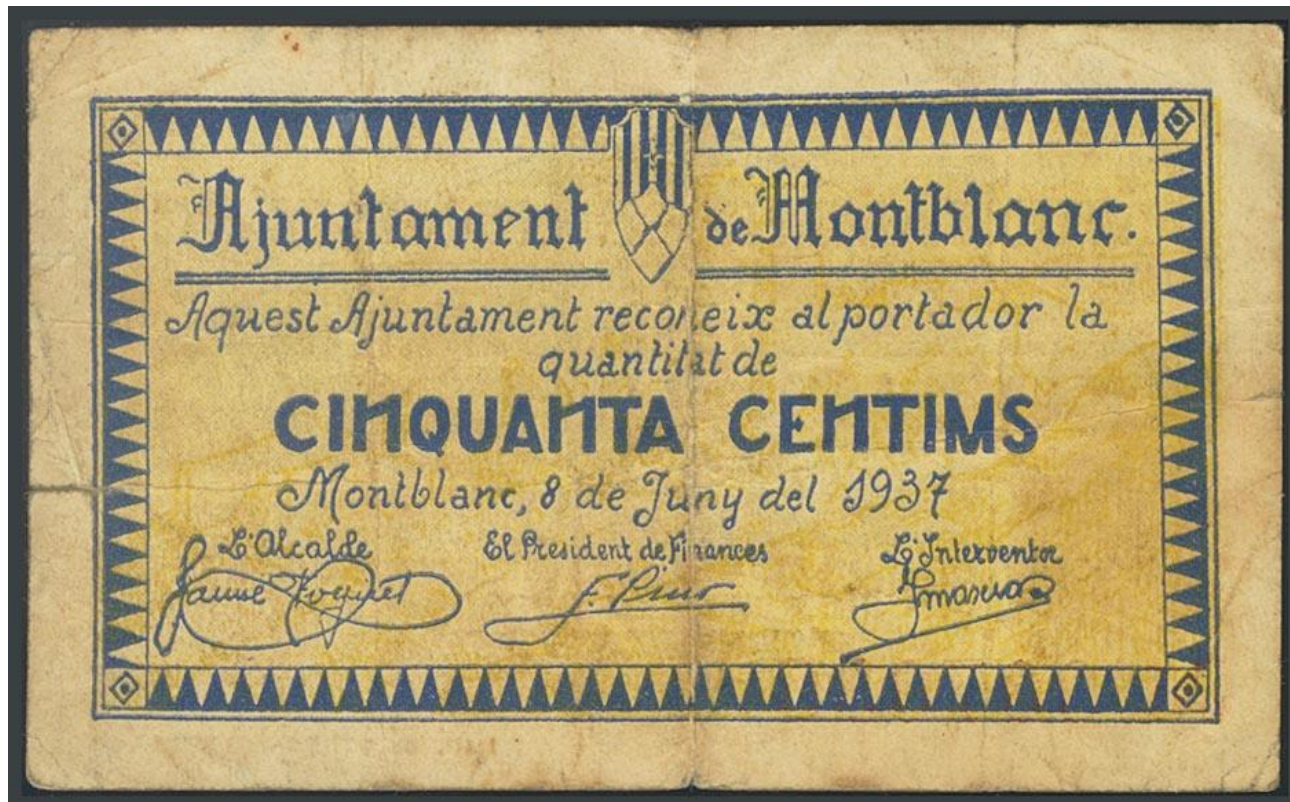 Ajuntament de Montblanc.
Aquest Ajuntament reconeix al portador la
quantitat de
CINQUANTA CENTIMS
Montblanc, 8 de Juny del 1937
L'Alcalde El President de Finances L'Interventor
Jaume